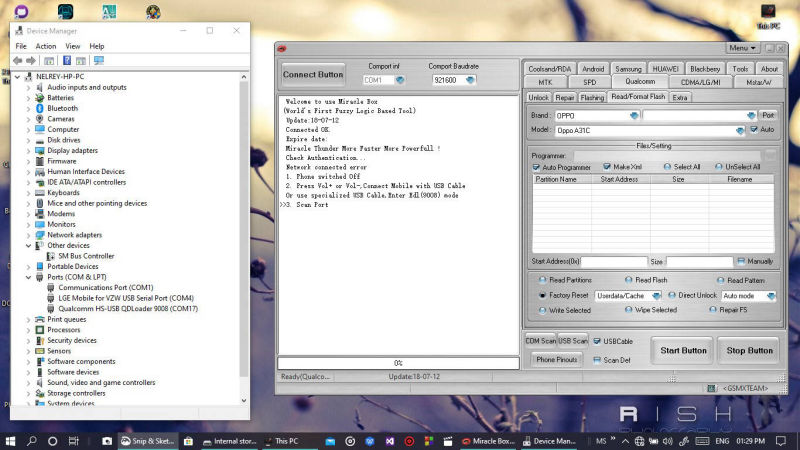 This PC
Device Manager
File Action View Help
NELREY-HP-PC
Audio inputs and outputs
Batteries
Bluetooth
Cameras
Computer
Disk drives
Display adapters
Firmware
Human Interface Devices
IDE ATA/ATAPI controllers
Keyboards
Mice and other pointing devices
Modems
Monitors
Network adapters
Other devices
SM Bus Controller
Portable Devices
Ports (COM & LPT)
Communications Port (COM1)
LGE Mobile for VZW USB Serial Port (COM4)
Qualcomm HS-USB QDLoader 9008 (COM17)
Print queues
Processors
Security devices
Sensors
Software components
Software devices
Sound, video and game controllers
Storage controllers
System devices
Menu
Connect Button
Comport inf
Comport Baudrate
COM1
921600
Welcome to use Miracle Box
(World's First Fuzzy Logic Based Tool)
Update:18-07-12
Connected OK.
Expire date:
Miracle Thunder More Faster More Powerfull !
Check Authentication...
Network connected error
1. Phone switched Off
2. Press Vol+ or Vol-,Connect Mobile with USB Cable
Or use specialized USB Cable,Enter Edl(9008) mode
>>3. Scan Port
0%
Ready(Qualco... Update:18-07-12
Coolsand/RDA Android Samsung HUAWEI Blackberry Tools About
MTK SPD Qualcomm CDMA/LG/MI Mstar/W
Unlock Repair Flashing Read/Format Flash Extra
Brand : OPPO Port
Model : Oppo A31C Auto
Files/Setting
Programmer:
Auto Programmer Make Xml Select All UnSelect All
Partition Name Start Address Size Filename
Start Address(0x) Size Manually
Read Partitions Read Flash Read Pattern
Factory Reset Userdata/Cache Direct Unlock Auto mode
Write Selected Wipe Selected Repair FS
COM Scan USB Scan USBCable
Phone Pinouts Scan Def
Start Button Stop Button
<GSMXTEAM>
RISH
PHOTOGRAPHY
Snip & Sket... Internal stor... This PC Miracle Box... Device Man... MS » ENG 01:29 PM